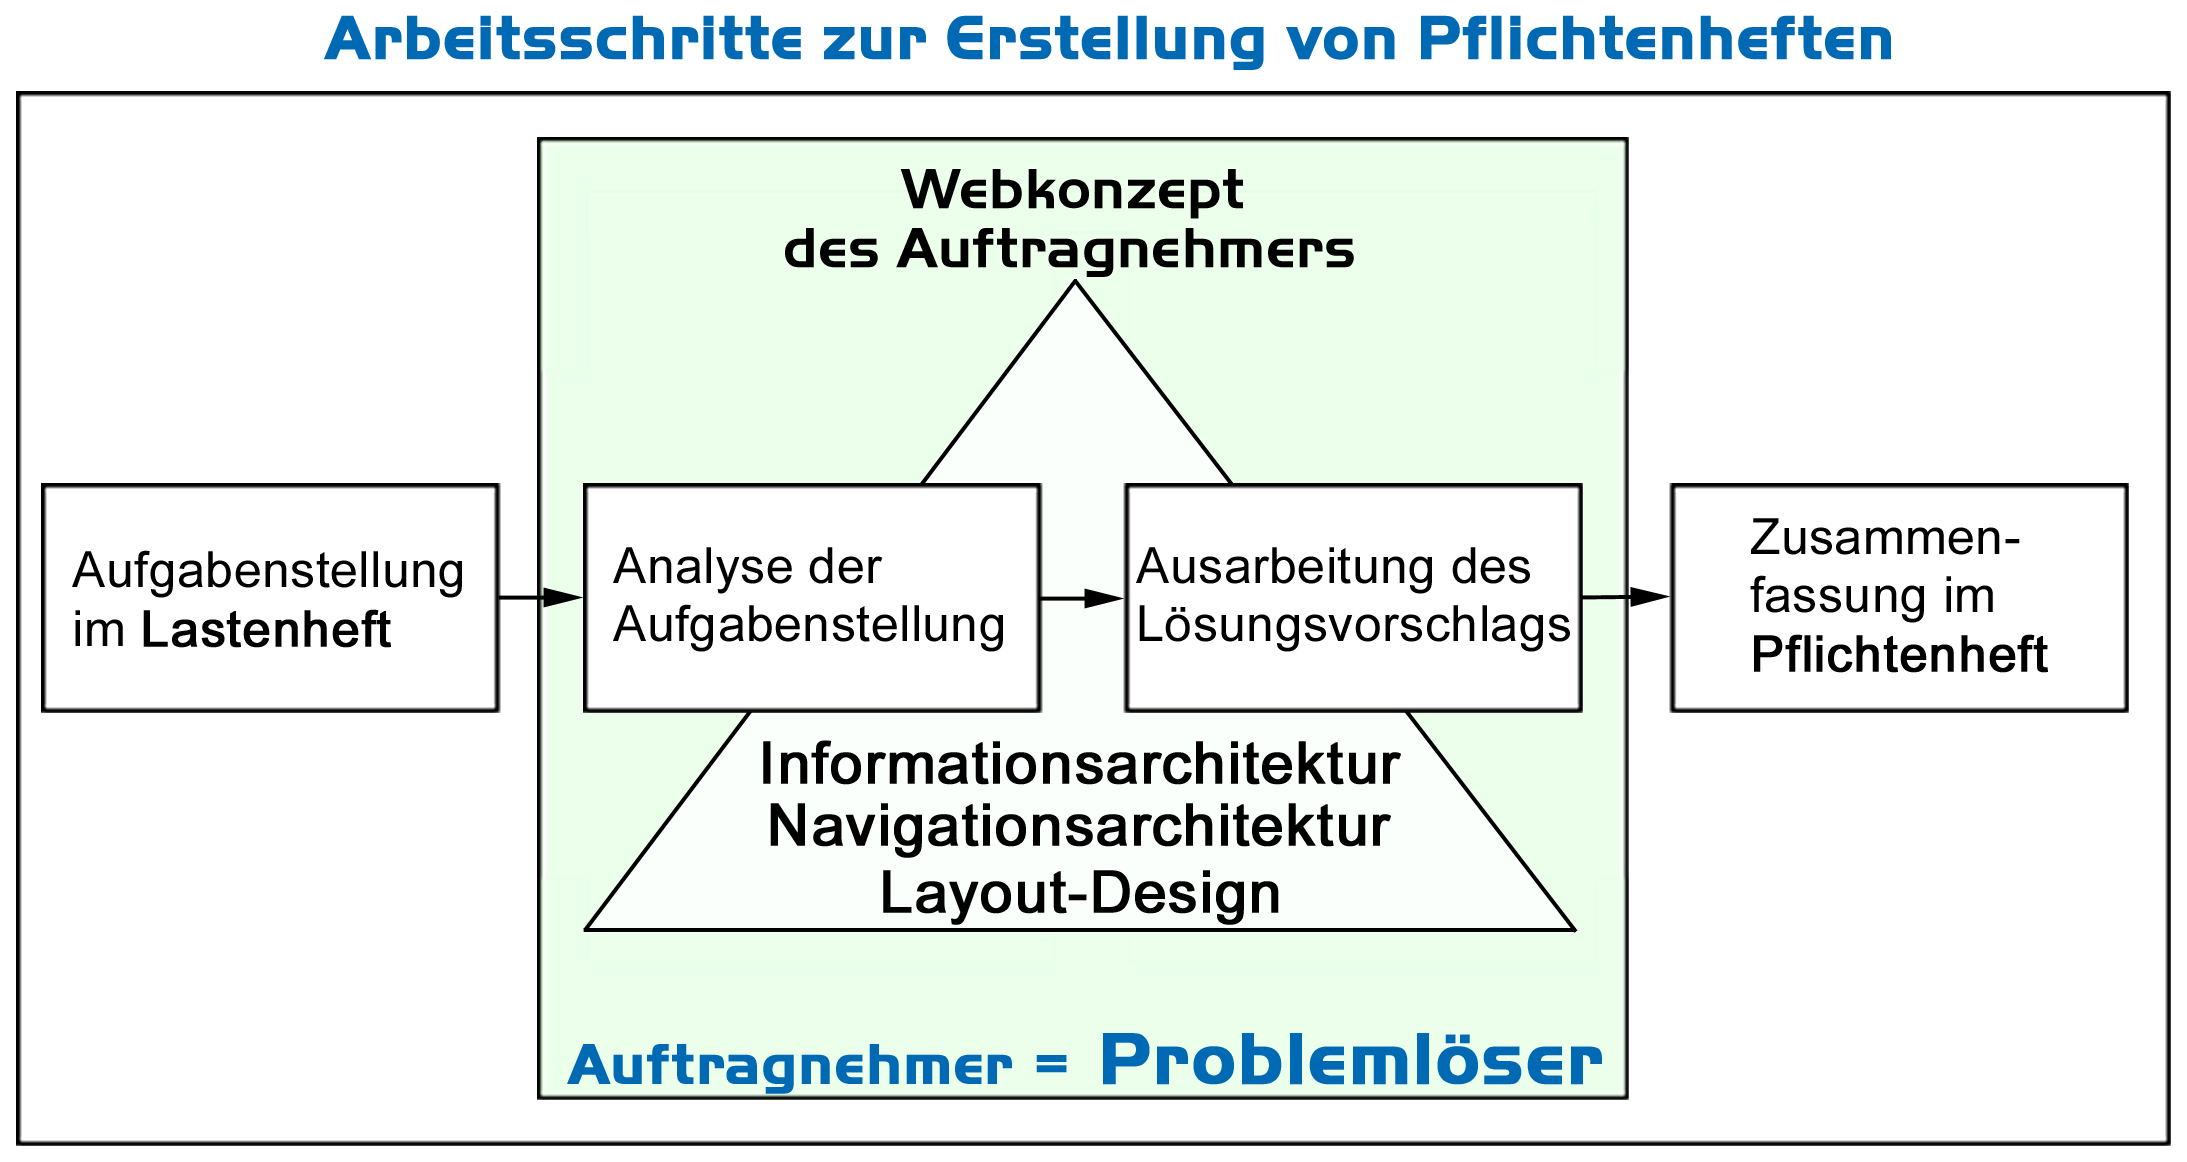 Arbeitsschritte zur Erstellung von Pflichtenheften
Webkonzept
des Auftragnehmers
Aufgabenstellung
im Lastenheft
Analyse der
Aufgabenstellung
Ausarbeitung des
Lösungsvorschlags
Zusammen-
fassung im
Pflichtenheft
Informationsarchitektur
Navigationsarchitektur
Layout-Design
Auftragnehmer = Problemlöser